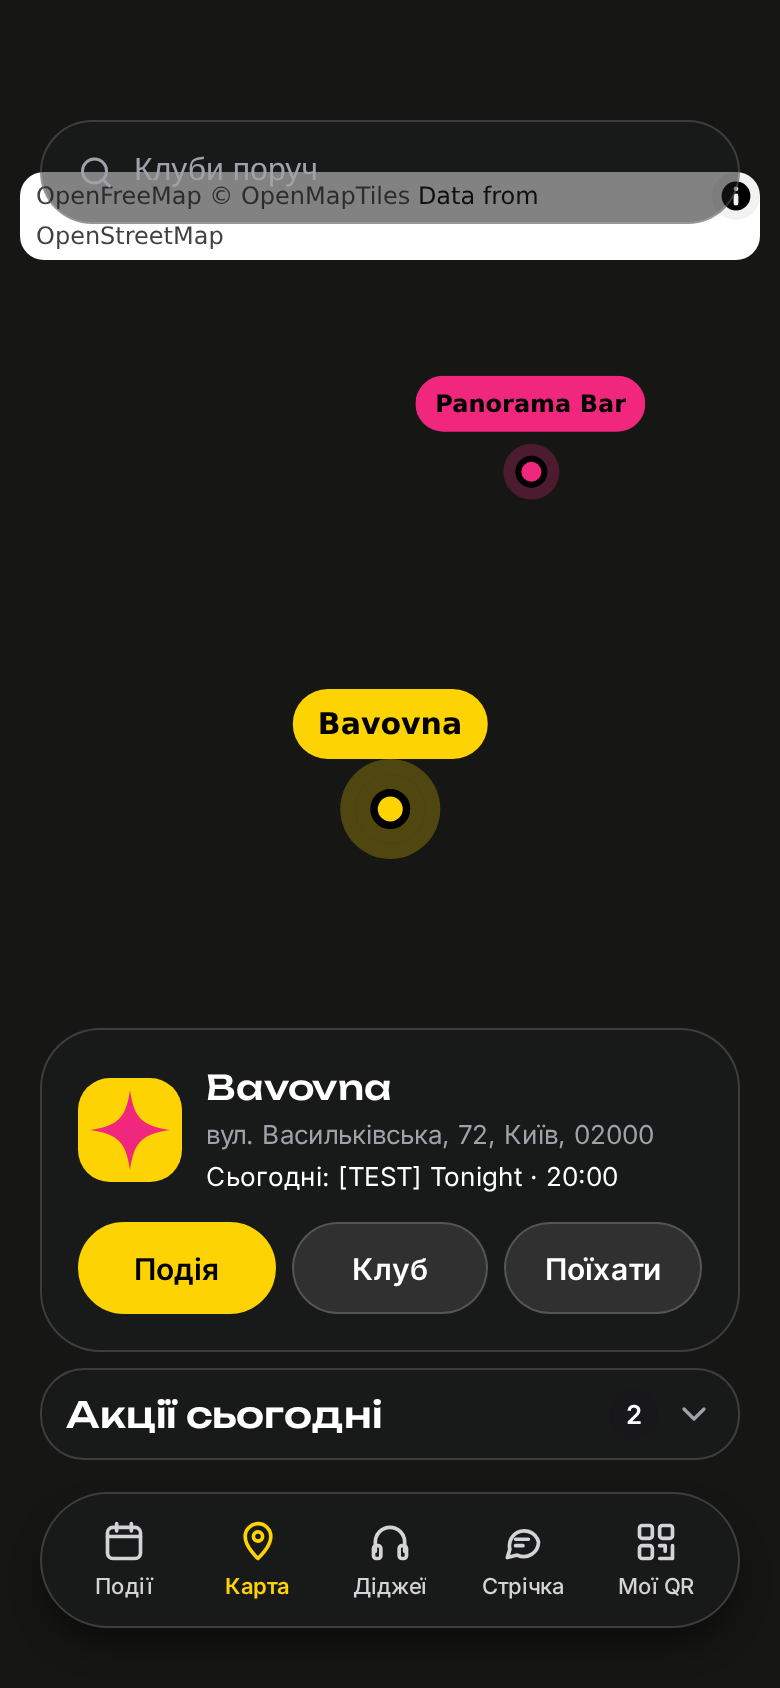 Клуби поруч
OpenFreeMap © OpenMapTiles Data from
OpenStreetMap
Panorama Bar
Bavovna
Bavovna
вул. Васильківська, 72, Київ, 02000
Сьогодні: [TEST] Tonight · 20:00
Подія
Клуб
Поїхати
Акції сьогодні
2
Події
Карта
Діджеї
Стрічка
Мої QR